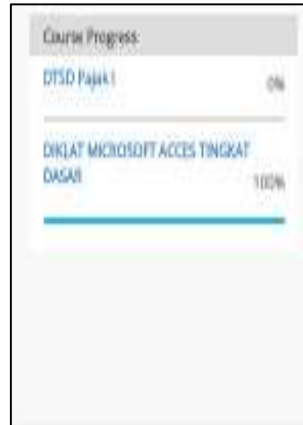 Course Progress
DTSD Pajak I
0%
DIKLAT MICROSOFT ACCES TINGKAT
DASAR
100%